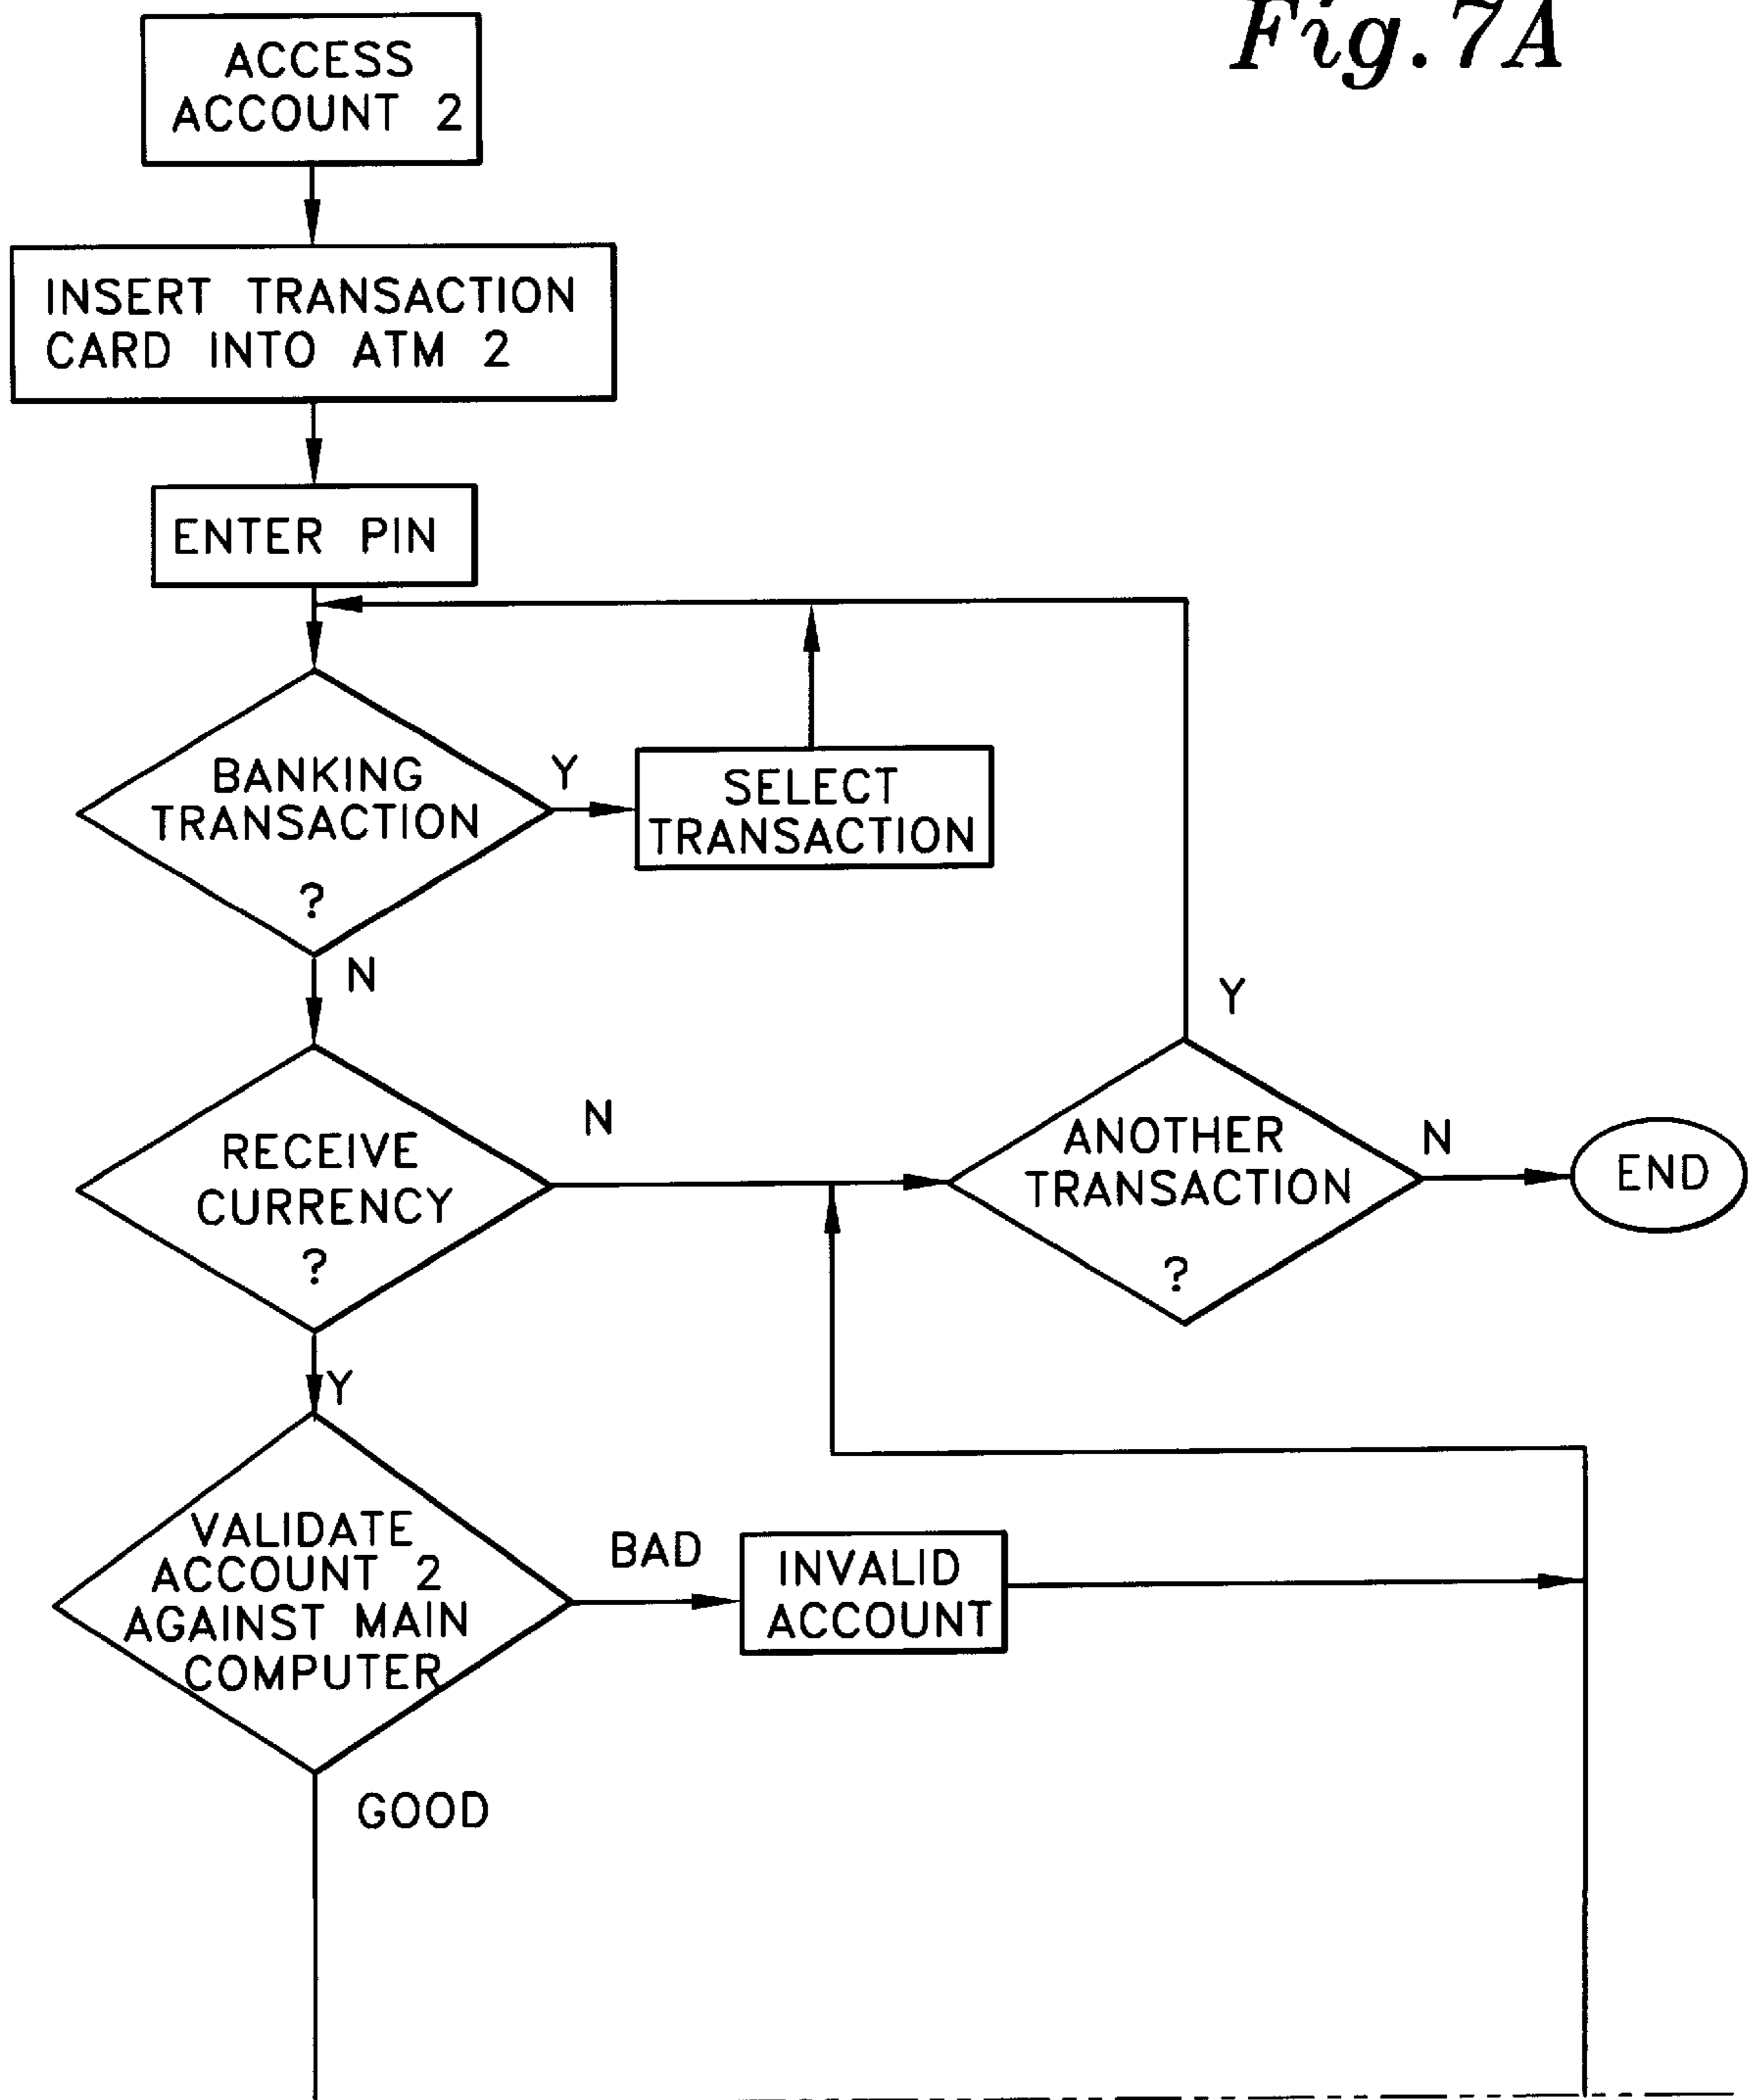 Fig. 7A
ACCESS
ACCOUNT 2
INSERT TRANSACTION
CARD INTO ATM 2
ENTER PIN
BANKING
TRANSACTION
?
Y
SELECT
TRANSACTION
N
Y
RECEIVE
CURRENCY
?
N
ANOTHER
TRANSACTION
?
N
END
Y
VALIDATE
ACCOUNT 2
AGAINST MAIN
COMPUTER
BAD
INVALID
ACCOUNT
GOOD